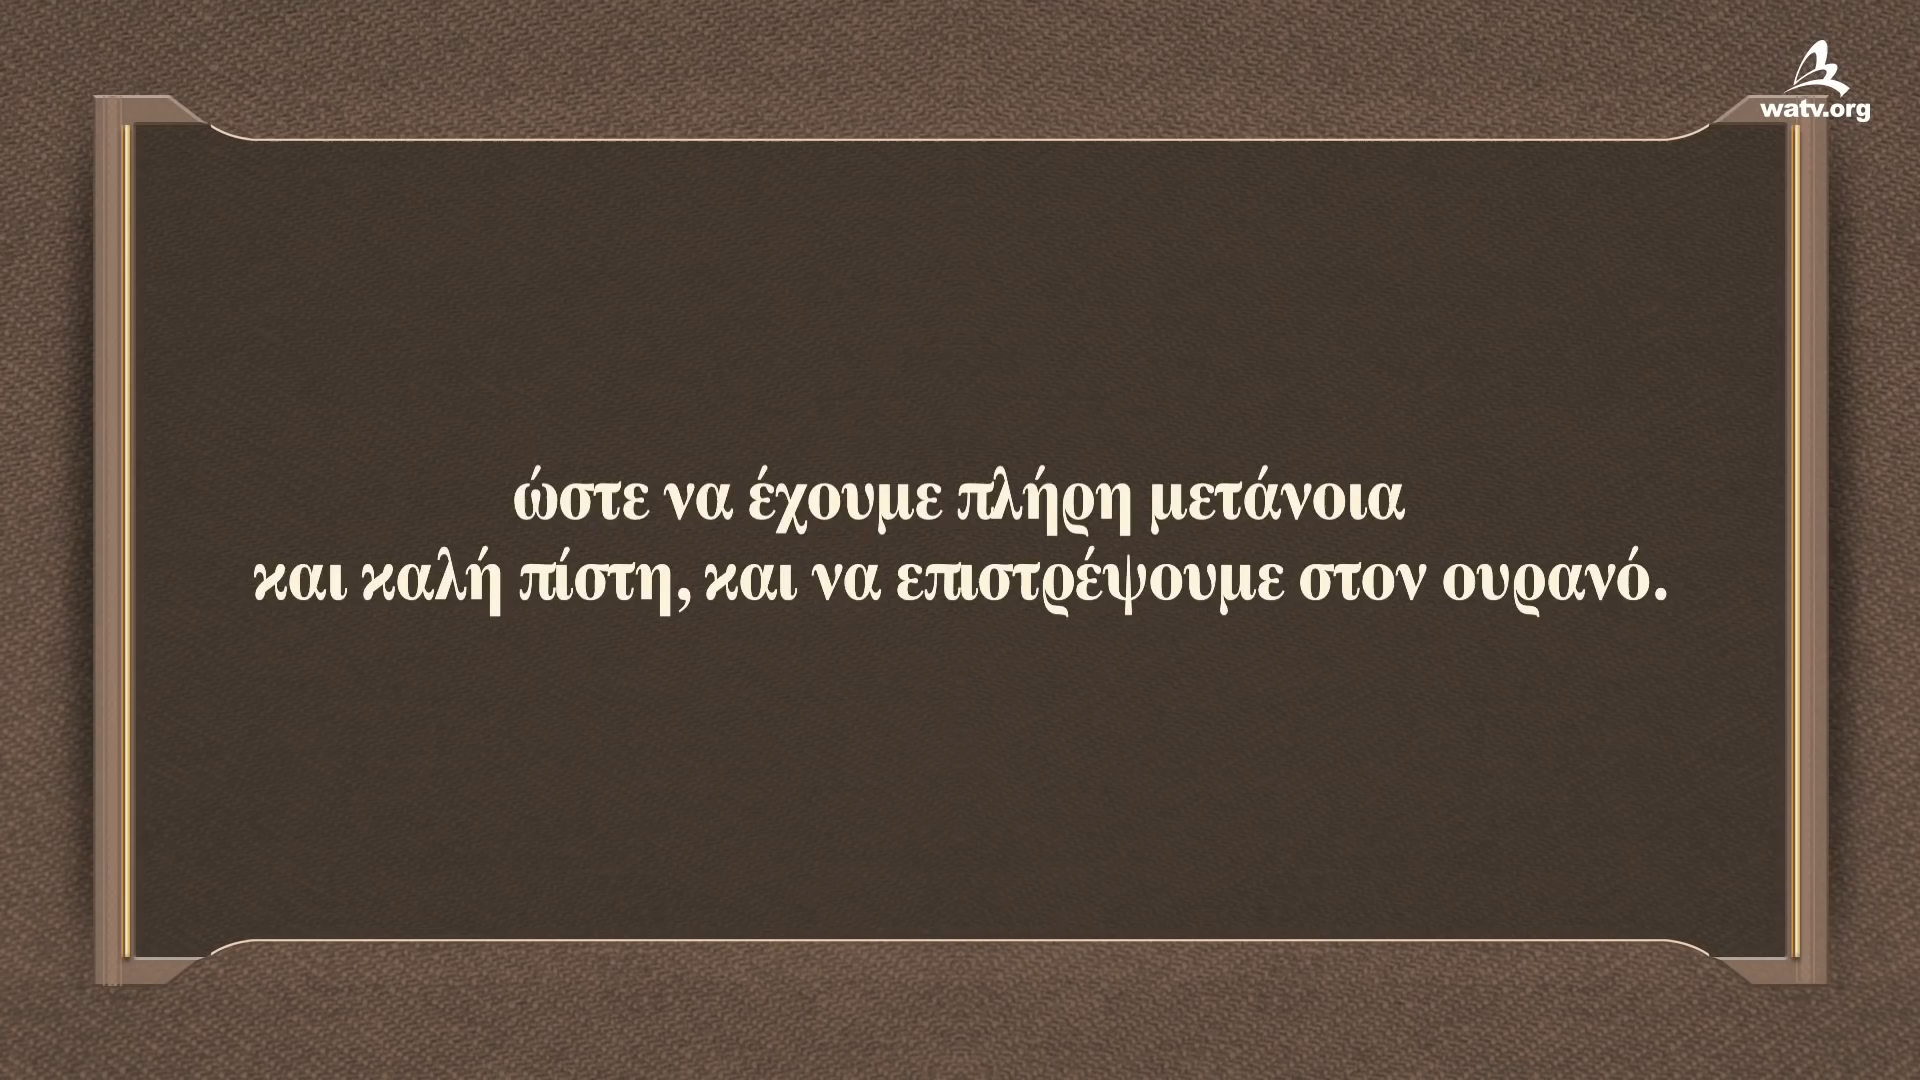 watv.org
ώστε να έχουμε πλήρη μετάνοια
και καλή πίστη, και να επιστρέψουμε στον ουρανό.